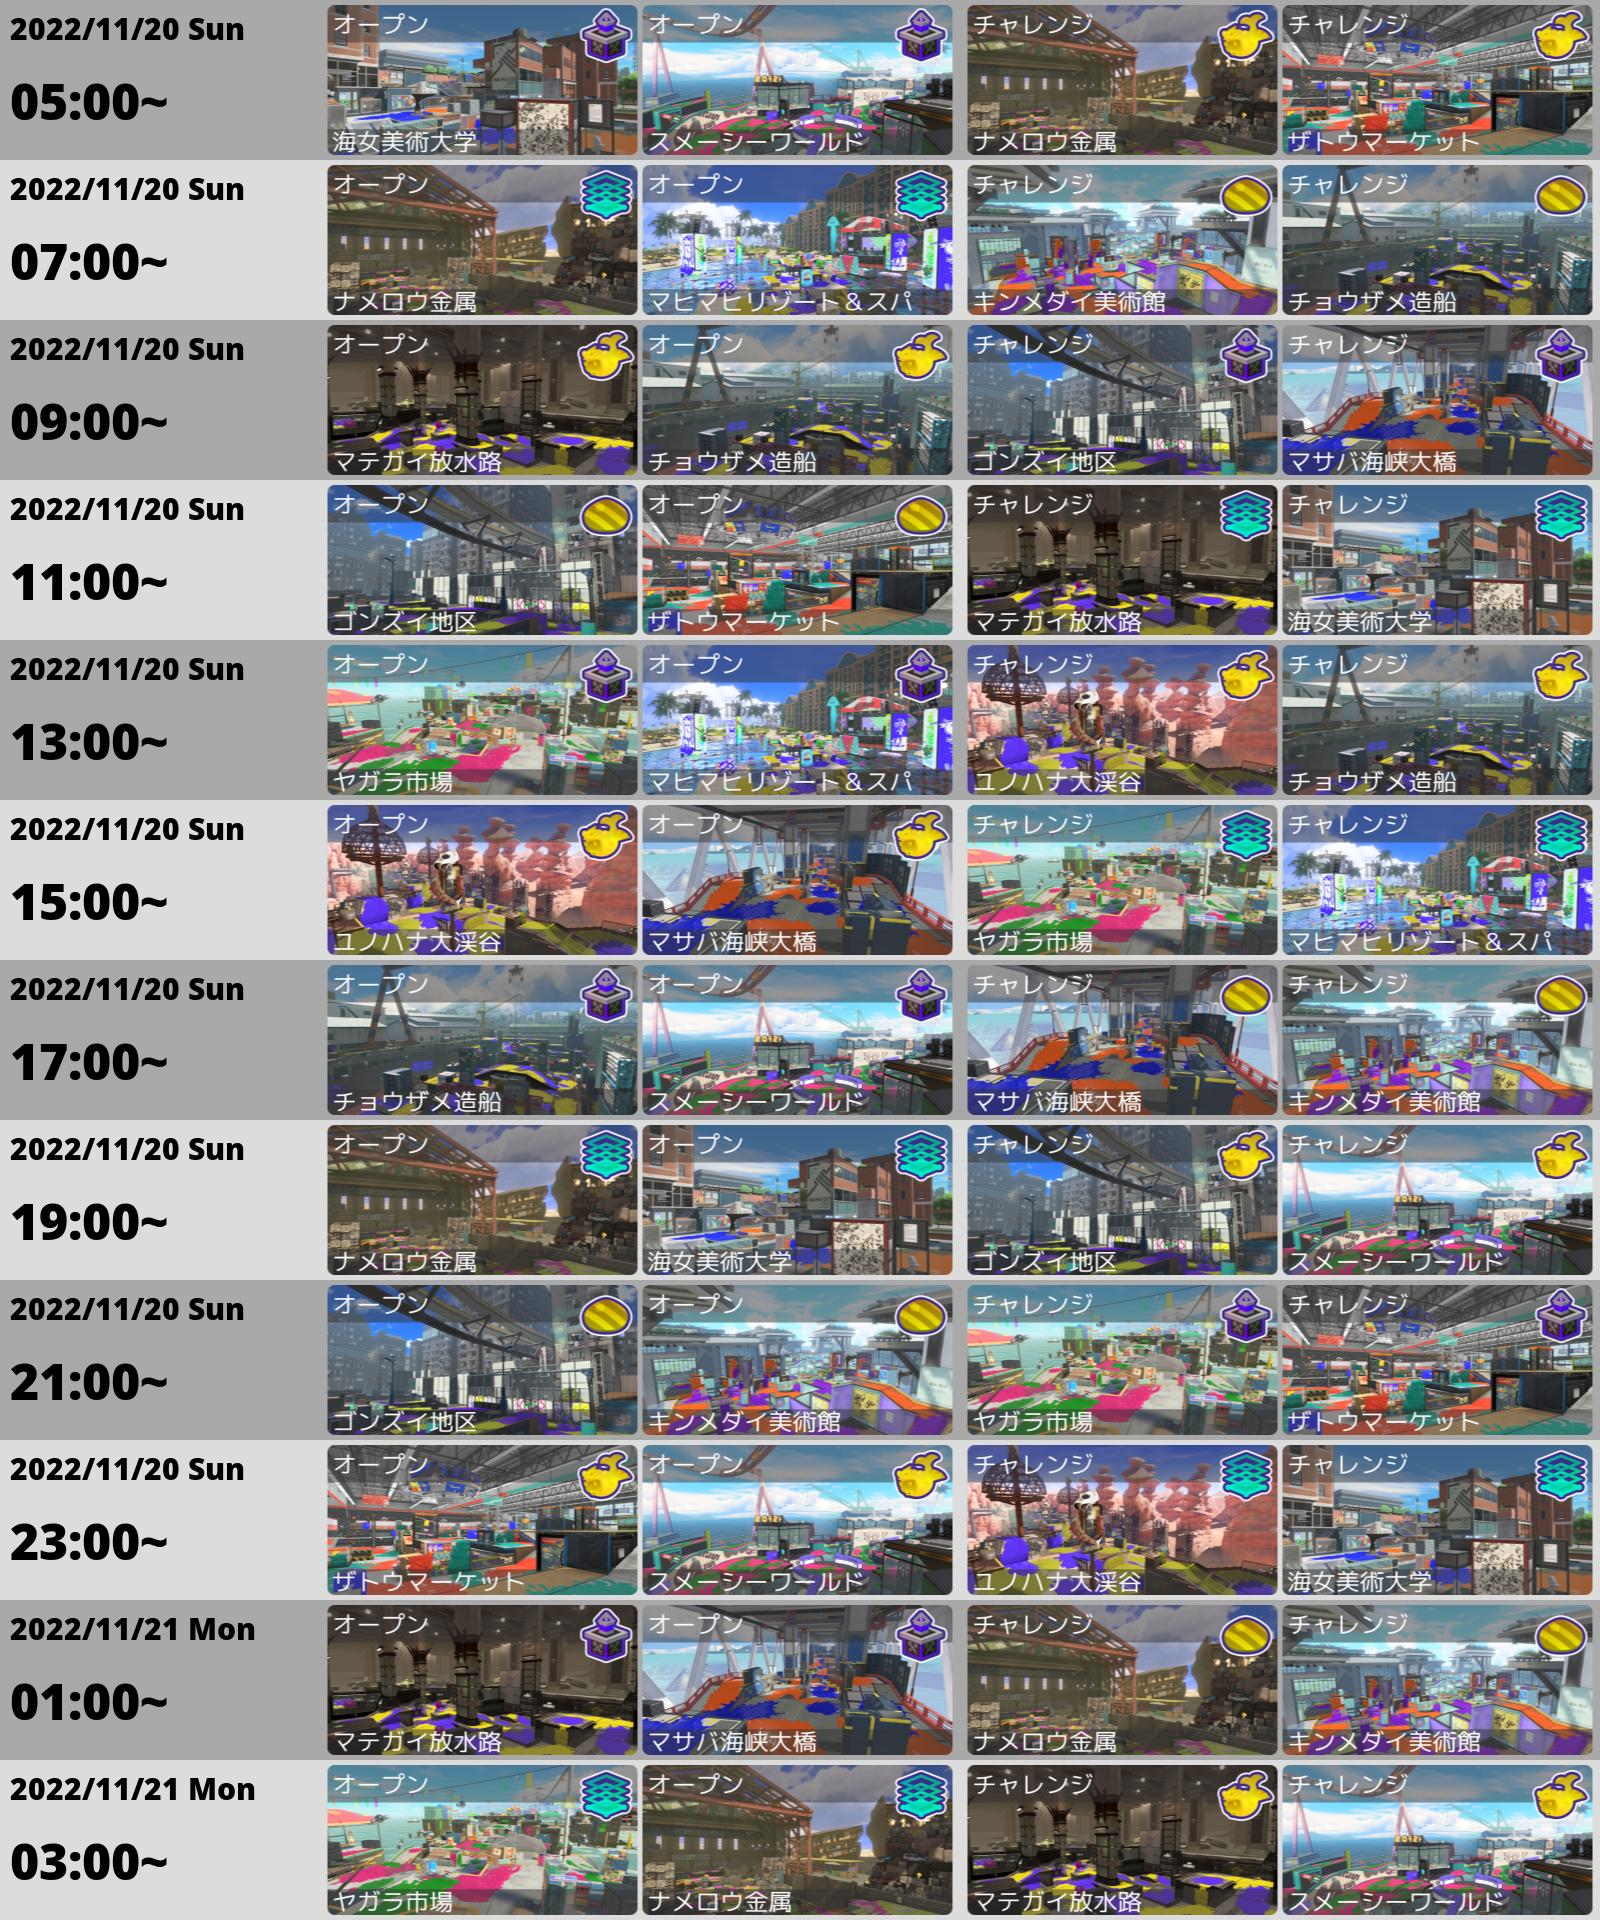 2022/11/20 Sun
05:00~
オープン
海女美術大学
オープン
スメーシーワールド
チャレンジ
ナメロウ金属
チャレンジ
ザトウマーケット
2022/11/20 Sun
07:00~
オープン
ナメロウ金属
オープン
マヒマヒリゾート＆スパ
チャレンジ
キンメダイ美術館
チャレンジ
チョウザメ造船
2022/11/20 Sun
09:00~
オープン
マテガイ放水路
オープン
チョウザメ造船
チャレンジ
ゴンズイ地区
チャレンジ
マサバ海峡大橋
2022/11/20 Sun
11:00~
オープン
ゴンズイ地区
オープン
ザトウマーケット
チャレンジ
マテガイ放水路
チャレンジ
海女美術大学
2022/11/20 Sun
13:00~
オープン
ヤガラ市場
オープン
マヒマヒリゾート＆スパ
チャレンジ
ユノハナ大渓谷
チャレンジ
チョウザメ造船
2022/11/20 Sun
15:00~
オープン
ユノハナ大渓谷
オープン
マサバ海峡大橋
チャレンジ
ヤガラ市場
チャレンジ
マヒマヒリゾート＆スパ
2022/11/20 Sun
17:00~
オープン
チョウザメ造船
オープン
スメーシーワールド
チャレンジ
マサバ海峡大橋
チャレンジ
キンメダイ美術館
2022/11/20 Sun
19:00~
オープン
ナメロウ金属
オープン
海女美術大学
チャレンジ
ゴンズイ地区
チャレンジ
スメーシーワールド
2022/11/20 Sun
21:00~
オープン
ゴンズイ地区
オープン
キンメダイ美術館
チャレンジ
ヤガラ市場
チャレンジ
ザトウマーケット
2022/11/20 Sun
23:00~
オープン
ザトウマーケット
オープン
スメーシーワールド
チャレンジ
ユノハナ大渓谷
チャレンジ
海女美術大学
2022/11/21 Mon
01:00~
オープン
マテガイ放水路
オープン
マサバ海峡大橋
チャレンジ
ナメロウ金属
チャレンジ
キンメダイ美術館
2022/11/21 Mon
03:00~
オープン
ヤガラ市場
オープン
ナメロウ金属
チャレンジ
マテガイ放水路
チャレンジ
スメーシーワールド